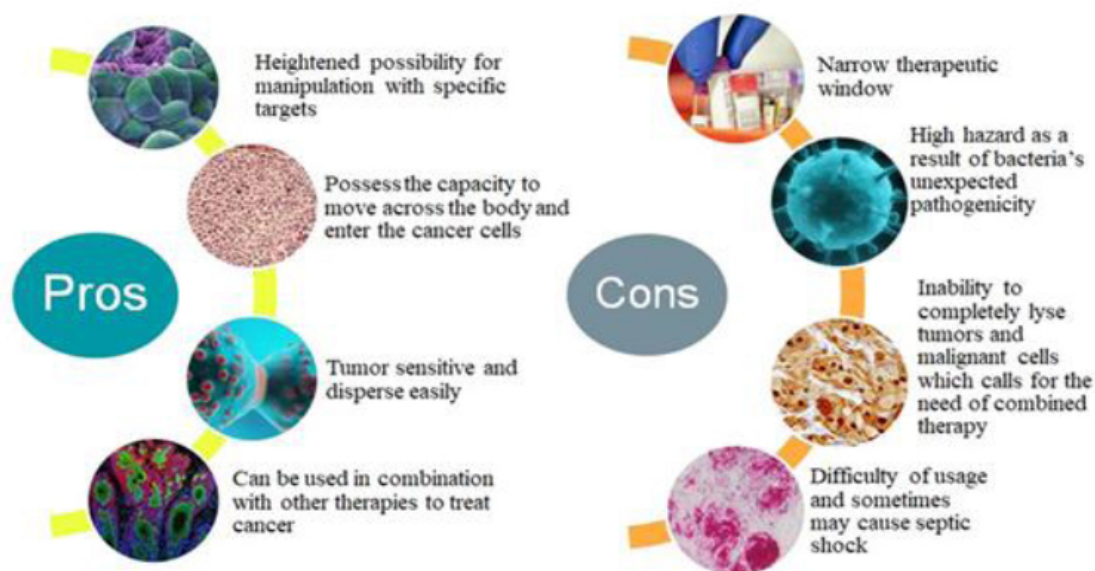 Pros
Heightened possibility for
manipulation with specific
targets
Possess the capacity to
move across the body and
enter the cancer cells
Tumor sensitive and
disperse easily
Can be used in combination
with other therapies to treat
cancer
Cons
Narrow therapeutic
window
High hazard as a
result of bacteria's
unexpected
pathogenicity
Inability to
completely lyse
tumors and
malignant cells
which calls for the
need of combined
therapy
Difficulty of usage
and sometimes
may cause septic
shock